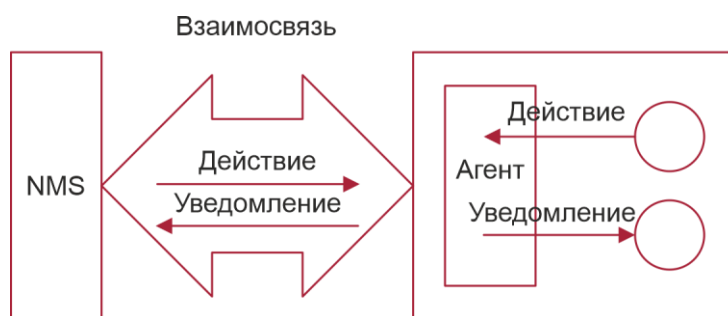 Взаимосвязь
NMS
Действие
Уведомление
Агент
Действие
Уведомление